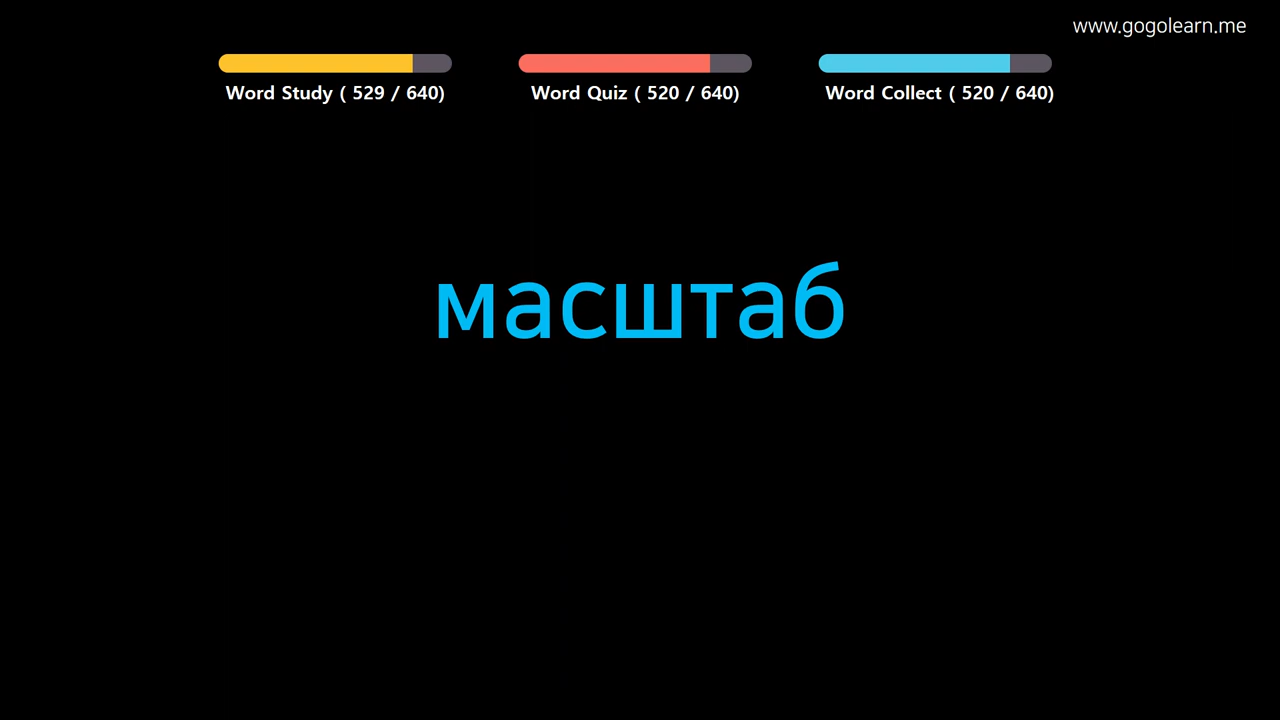 www.gogolearn.me
Word Study ( 529 / 640)
Word Quiz ( 520 / 640)
Word Collect ( 520 / 640)
масштаб